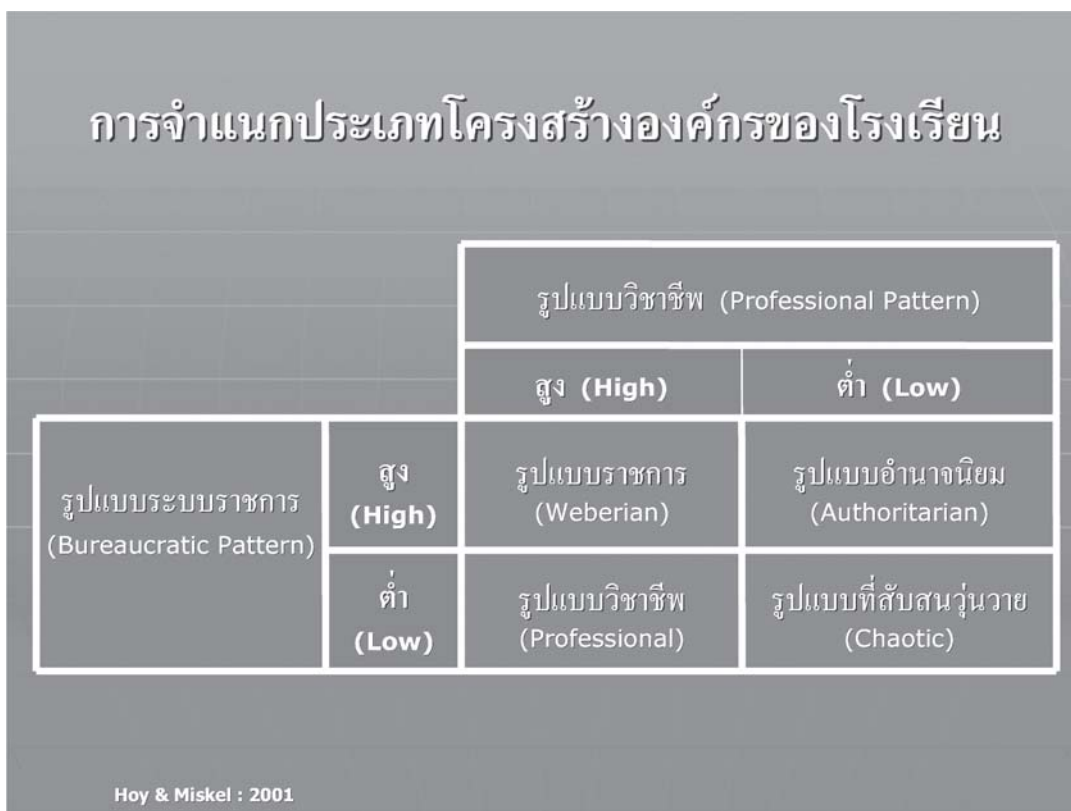 การจำแนกประเภทโครงสร้างองค์กรของโรงเรียน
รูปแบบวิชาชีพ (Professional Pattern)
สูง (High)
ต่ำ (Low)
รูปแบบระบบราชการ
(Bureaucratic Pattern)
สูง
(High)
รูปแบบราชการ
(Weberian)
รูปแบบอำนาจนิยม
(Authoritarian)
ต่ำ
(Low)
รูปแบบวิชาชีพ
(Professional)
รูปแบบที่สับสนวุ่นวาย
(Chaotic)
Hoy & Miskel : 2001